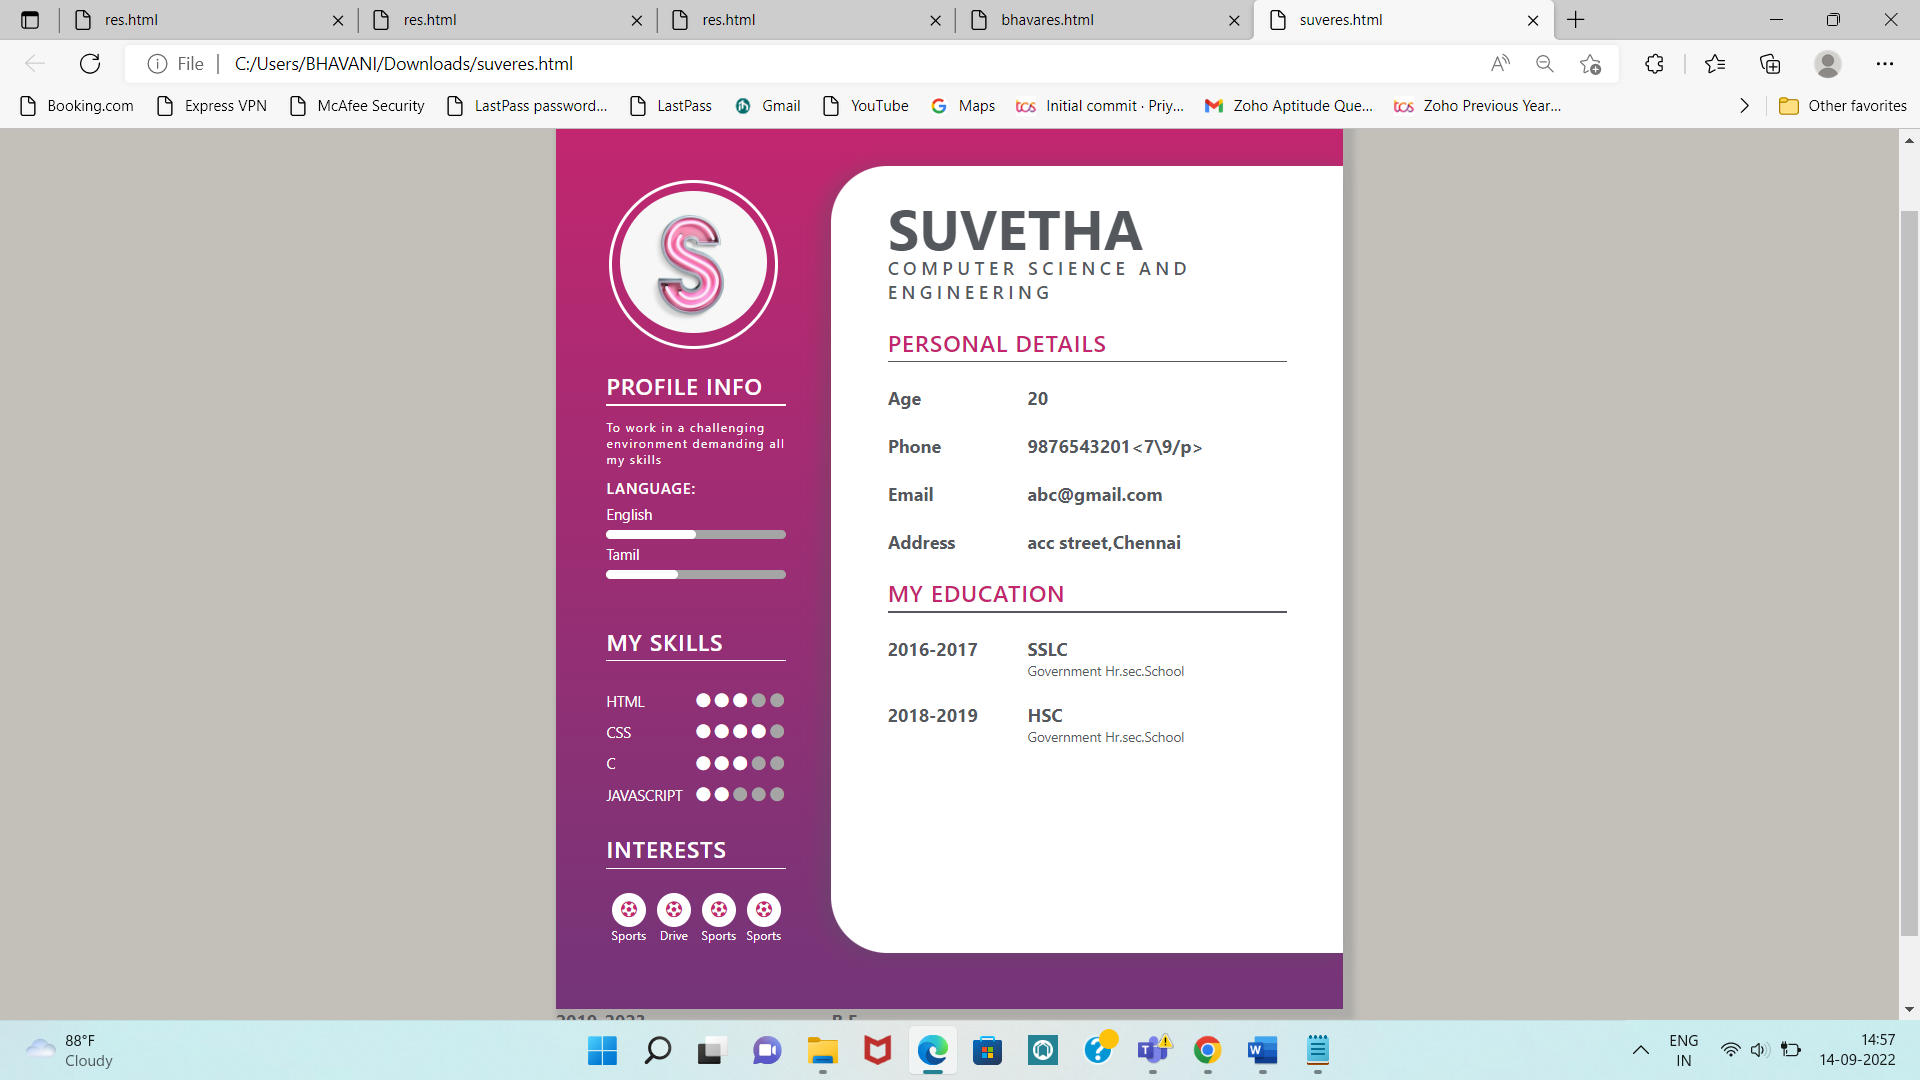 res.html
res.html
res.html
bhavares.html
suveres.html
File
C:/Users/BHAVANI/Downloads/suveres.html
Booking.com
Express VPN
McAfee Security
LastPass password...
LastPass
Gmail
YouTube
Maps
tcs
Initial commit · Priy...
Zoho Aptitude Que...
tcs
Zoho Previous Year...
Other favorites
S
PROFILE INFO
To work in a challenging
environment demanding all
my skills
LANGUAGE:
English
Tamil
MY SKILLS
HTML
CSS
C
JAVASCRIPT
INTERESTS
Sports Drive Sports Sports
SUVETHA
COMPUTER SCIENCE AND
ENGINEERING
PERSONAL DETAILS
Age 20
Phone 9876543201<7\9/p>
Email abc@gmail.com
Address acc street,Chennai
MY EDUCATION
2016-2017 SSLC
Government Hr.sec.School
2018-2019 HSC
Government Hr.sec.School
88°F
Cloudy
ENG
IN
14:57
14-09-2022